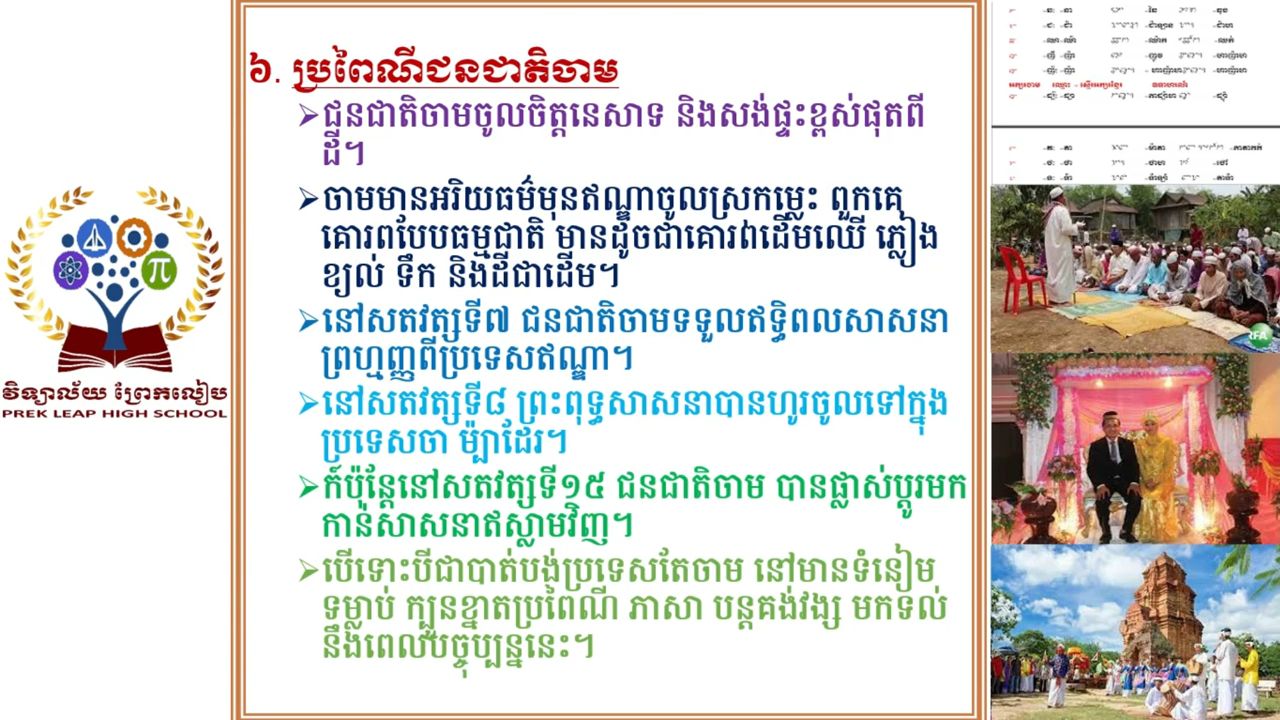 ៦. ប្រពៃណីជនជាតិចាម
➢ជនជាតិចាមចូលចិត្តនេសាទ និងសង់ផ្ទះខ្ពស់ផុតពី
ដី។
➢ចាមមានអរិយធម៌មុនឥណ្ឌាចូលស្រុកម្ល៉េះ ពួកគេ
គោរពបែបធម្មជាតិ មានដូចជាគោរពដើមឈើ ភ្លៀង
ខ្យល់ ទឹក និងដីជាដើម។
➢នៅសតវត្សទី៧ ជនជាតិចាមទទួលឥទ្ធិពលសាសនា
ព្រហ្មញ្ញពីប្រទេសឥណ្ឌា។
➢នៅសតវត្សទី៨ ព្រះពុទ្ធសាសនាបានហូរចូលទៅក្នុង
ប្រទេសចា ម៉្បាដែរ។
➢ក៍ប៉ុន្តែនៅសតវត្សទី១៥ ជនជាតិចាម បានផ្លាស់ប្តូរមក
កាន់សាសនាឥស្លាមវិញ។
➢បើទោះបីជាបាត់បង់ប្រទេសតែចាម នៅមានទំនៀម
ទម្លាប់ ក្បួនខ្នាតប្រពៃណី ភាសា បន្តគង់វង្ស មកទល់
នឹងពេលបច្ចុប្បន្ននេះ។
វិទ្យាល័យ ព្រែកលៀប
PREK LEAP HIGH SCHOOL
RFA